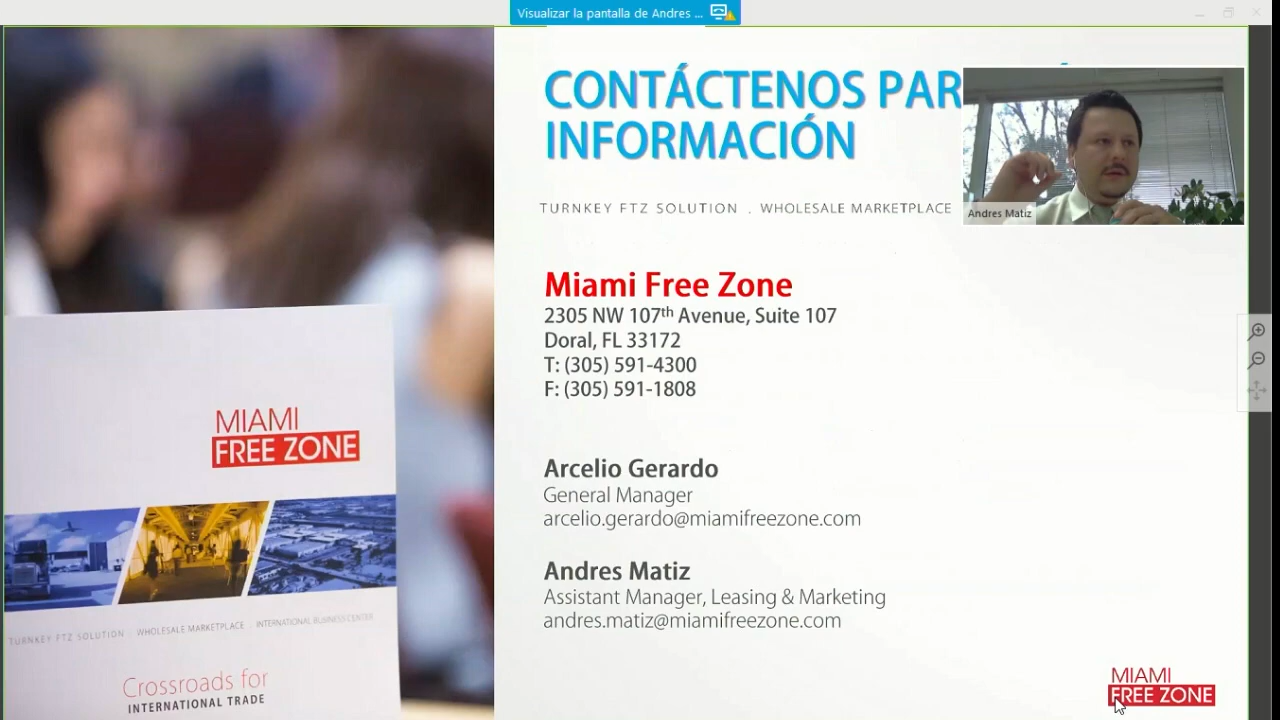 Visualizar la pantalla de Andres ...
CONTÁCTENOS PAR
INFORMACIÓN
TURNKEY FTZ SOLUTION . WHOLESALE MARKETPLACE
Andres Matiz
Miami Free Zone
2305 NW 107th Avenue, Suite 107
Doral, FL 33172
T: (305) 591-4300
F: (305) 591-1808
Arcelio Gerardo
General Manager
arcelio.gerardo@miamifreezone.com
Andres Matiz
Assistant Manager, Leasing & Marketing
andres.matiz@miamifreezone.com
MIAMI
FREE ZONE
TURNKEY FTZ SOLUTION . WHOLESALE MARKETPLACE . INTERNATIONAL BUSINESS CENTER
Crossroads for
INTERNATIONAL TRADE
MIAMI
FREE ZONE